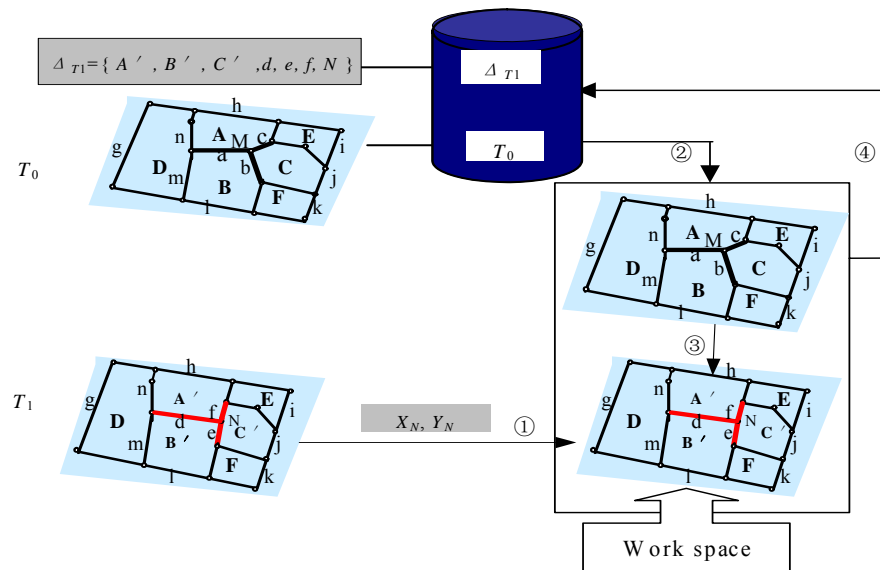 Δ T1={ A′, B′, C′, d, e, f, N }
Δ T1
T0
②
④
T0
h
g
n
A
M
c
E
i
a
D
C
b
j
m
B
F
k
l
h
g
n
A
M
c
E
i
a
D
C
b
j
m
B
F
k
l
③
T1
h
g
n
A′
E
i
f
d
N
D
e
C′
j
m
B′
F
k
l
XN, YN
①
h
g
n
A′
E
i
f
d
N
D
e
C′
j
m
B′
F
k
l
Work space